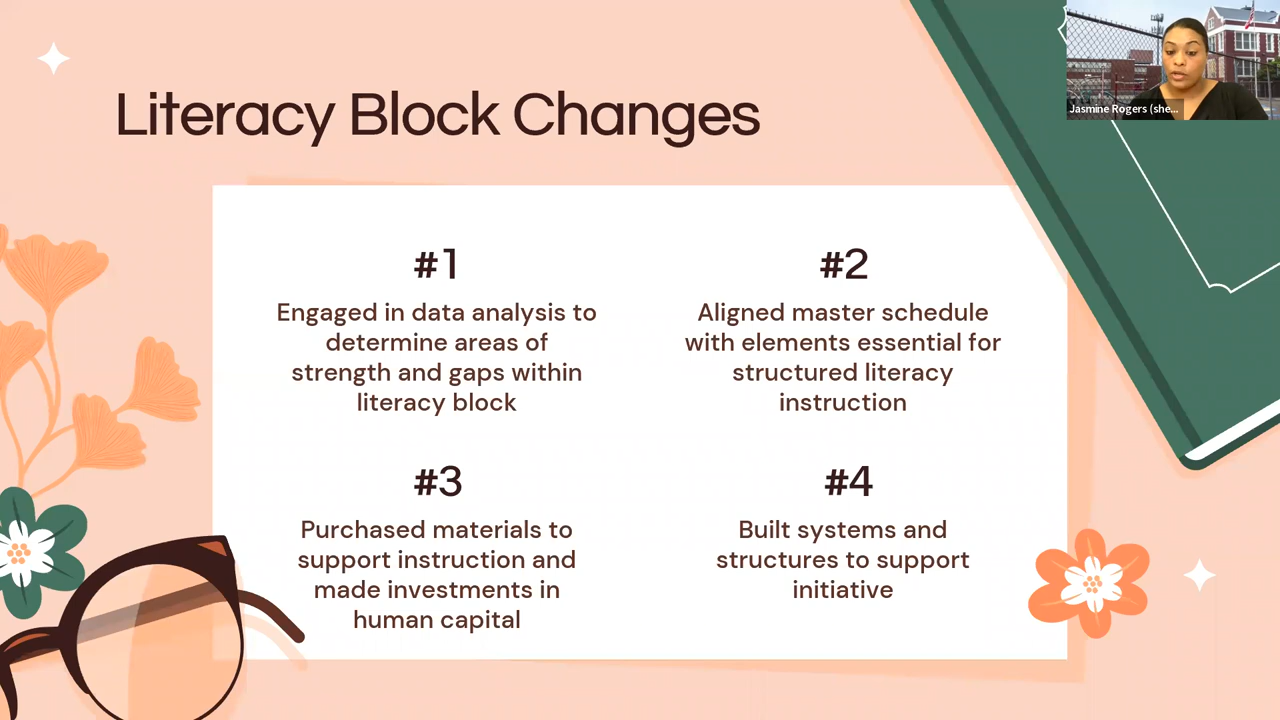 Literacy Block Changes
Jasmine Rogers (she...
#1
Engaged in data analysis to
determine areas of
strength and gaps within
literacy block
#2
Aligned master schedule
with elements essential for
structured literacy
instruction
#3
Purchased materials to
support instruction and
made investments in
human capital
#4
Built systems and
structures to support
initiative